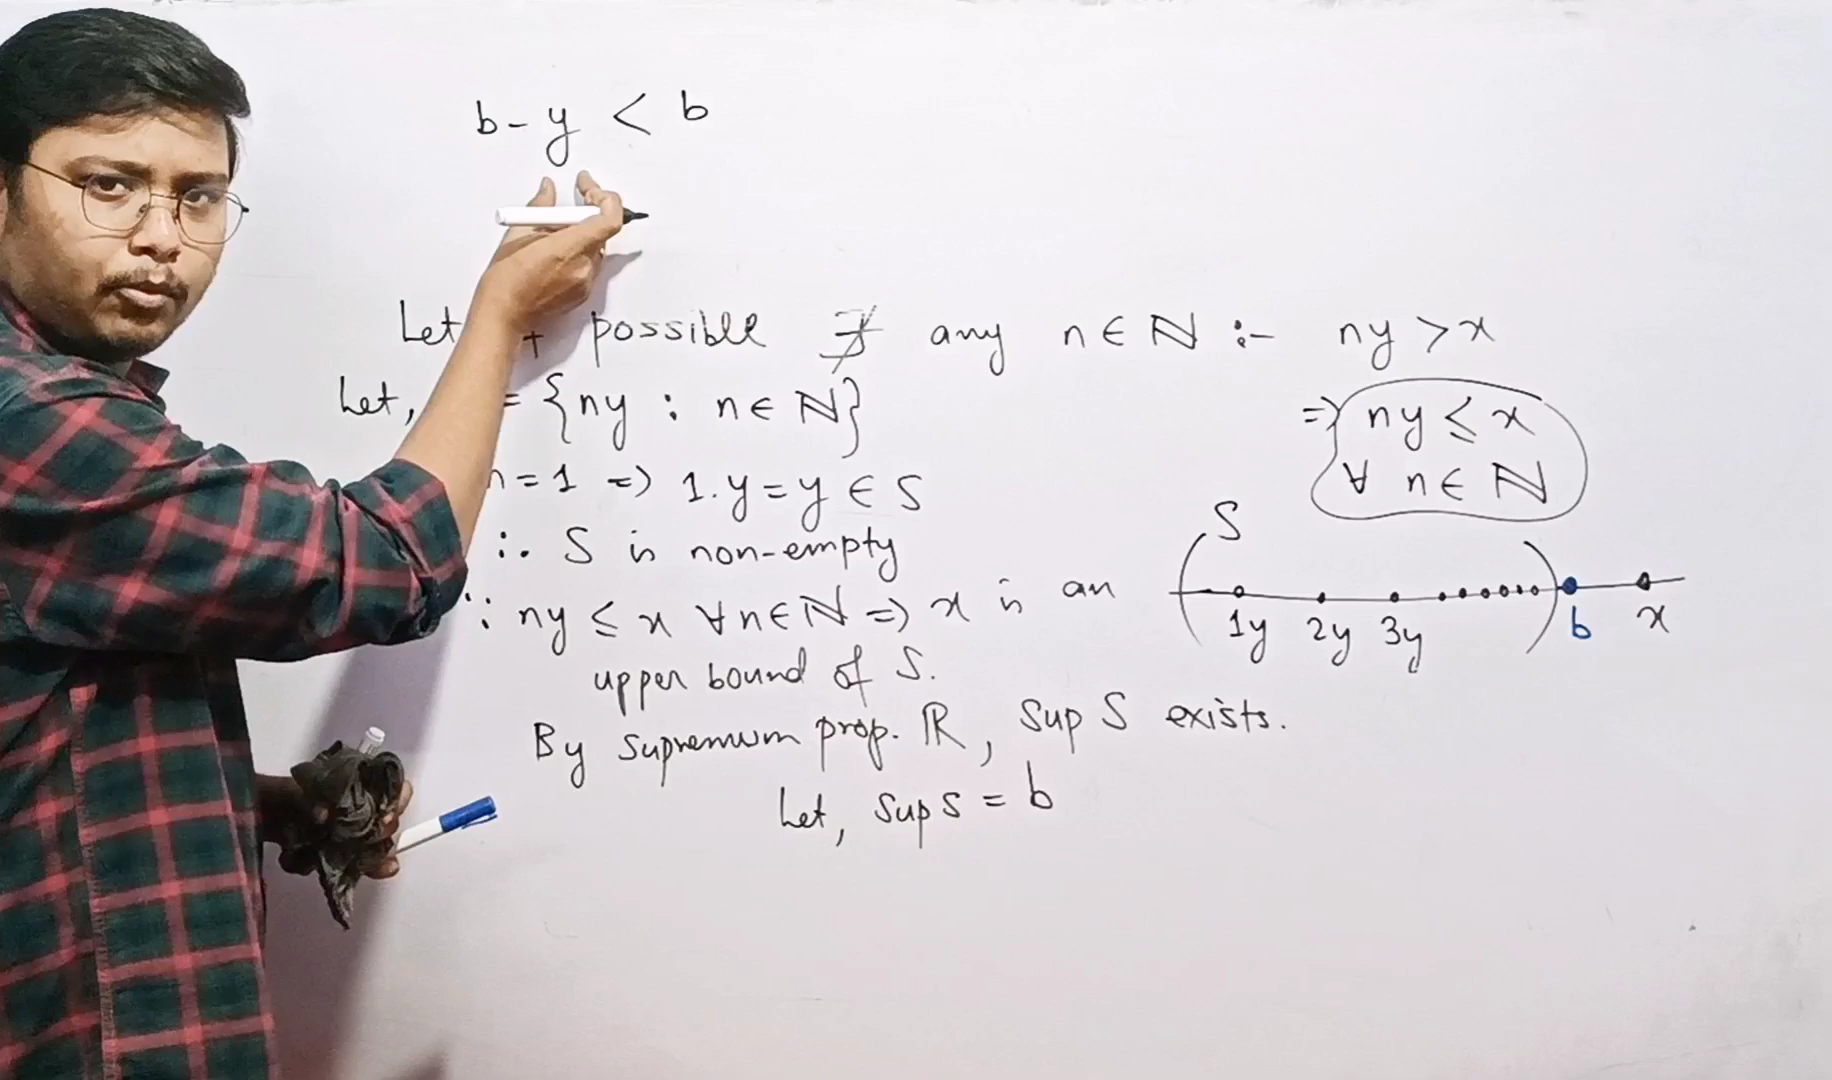 b - y < b
Let possible ∄ any n ∈ ℕ :- ny > x
Let, = {ny : n ∈ ℕ}
=> ny ≤ x
∀ n ∈ ℕ
n = 1 => 1.y = y ∈ S
∴ S is non-empty
∵ ny ≤ x ∀ n ∈ ℕ => x is an
upper bound of S.
By supremum prop. ℝ, Sup S exists.
Let, Sup S = b
S
1y 2y 3y b x